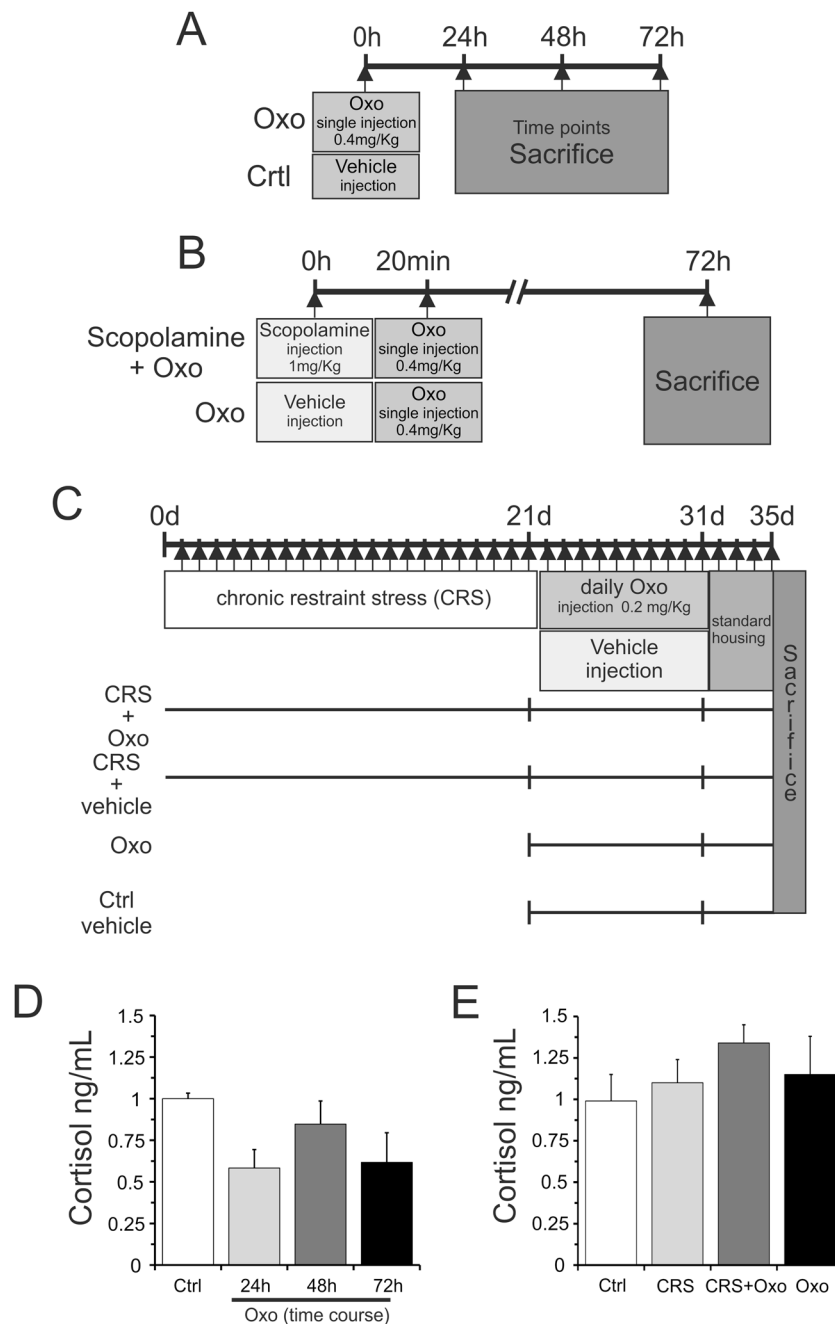 A
0h 24h 48h 72h
Oxo
Oxo
single injection
0.4mg/Kg
Time points
Sacrifice
Crtl
Vehicle
injection
B
0h 20min 72h
Scopolamine
+ Oxo
Scopolamine
injection
1mg/Kg
Oxo
single injection
0.4mg/Kg
Sacrifice
Oxo
Vehicle
injection
Oxo
single injection
0.4mg/Kg
C
0d 21d 31d 35d
chronic restraint stress (CRS)
daily Oxo
injection 0.2 mg/Kg
Vehicle
injection
standard
housing
Sacrifice
CRS
+
Oxo
CRS
+
vehicle
Oxo
Ctrl
vehicle
D
Cortisol ng/mL
1.5
1.25
1
0.75
0.5
0.25
0
Ctrl 24h 48h 72h
Oxo (time course)
E
Cortisol ng/mL
1.5
1.25
1
0.75
0.5
0.25
0
Ctrl CRS CRS+Oxo Oxo